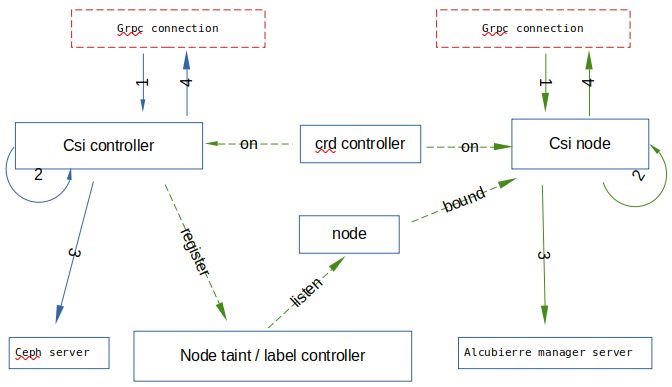 Grpc connection
Grpc connection
1
4
1
4
Csi controller
on
crd controller
on
Csi node
2
2
bound
node
3
register
listen
3
Ceph server
Node taint / label controller
Alcubierre manager server